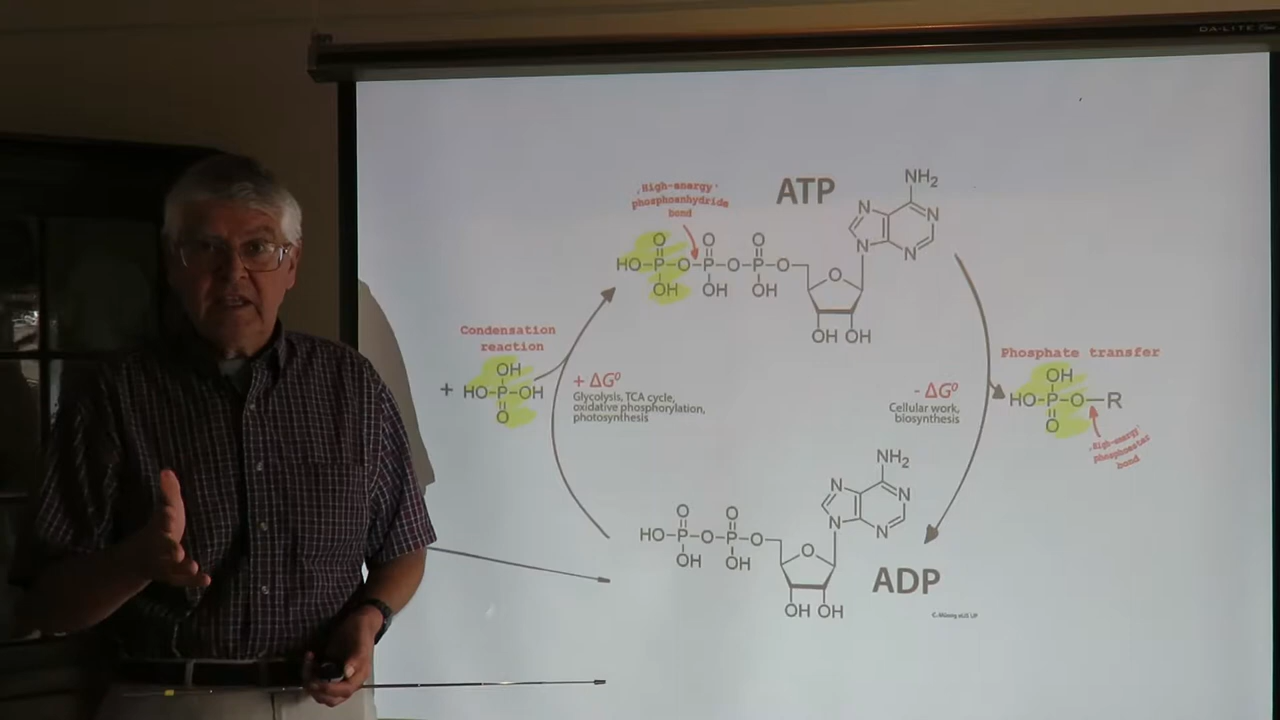 DA-LITE
ATP
‚High-energy'
phosphoanhydride
bond
NH₂
N
N
N
N
O
O
O
HO P O P O P O
O
OH
OH
OH
OH OH
Condensation
reaction
OH
+ HO P OH
O
+ ΔG⁰
Glycolysis, TCA cycle,
oxidative phosphorylation,
photosynthesis
- ΔG⁰
Cellular work,
biosynthesis
Phosphate transfer
OH
HO P O R
O
‚High-energy'
phosphoester
bond
NH₂
N
N
N
N
O
O
HO P O P O
O
OH
OH
OH OH
ADP